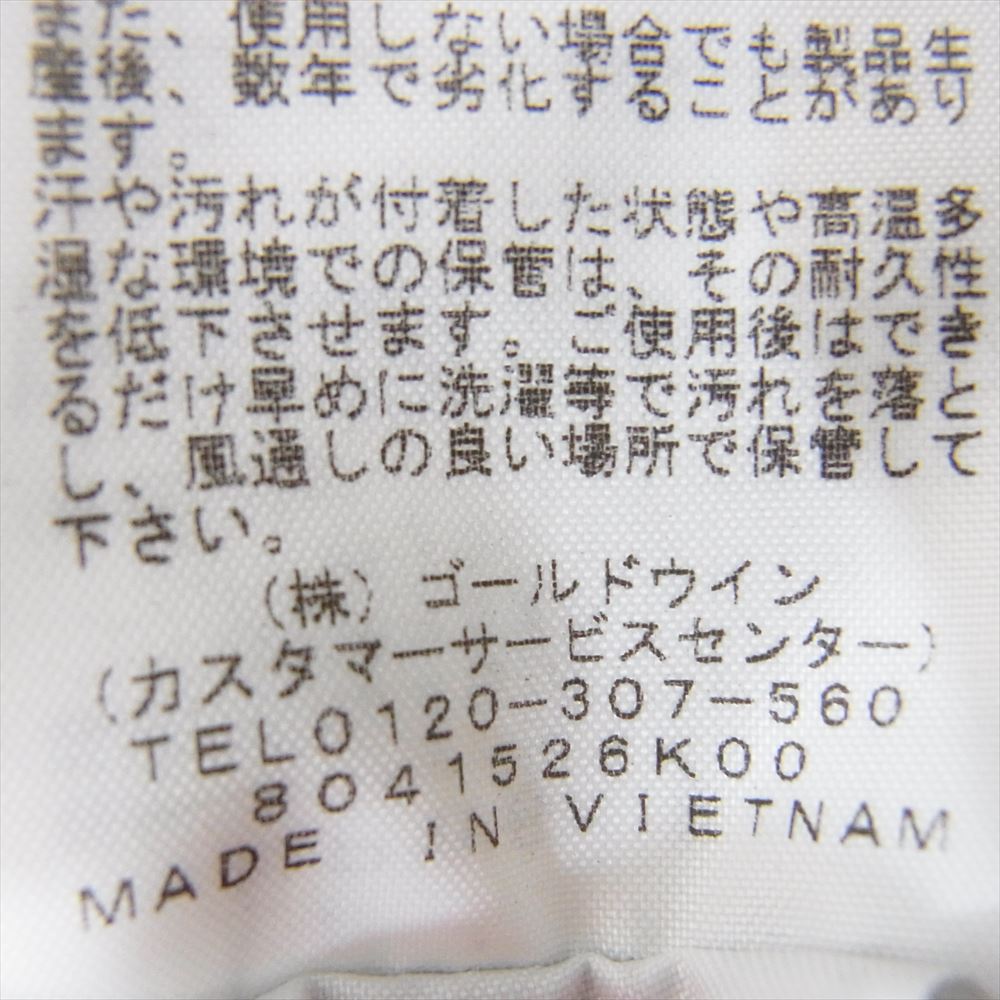 た、使用しない場合でも製品生
産後、数年で劣化することがあり
ます。
汗や汚れが付着した状態や高温多
湿な環境での保管は、その耐久性
を低下させます。ご使用後はできる
だけ早めに洗濯等で汚れを落と
し、風通しの良い場所で保管して
下さい。
(株)ゴールドウイン
(カスタマーサービスセンター)
TEL0120-307-560
8041526K00
MADE IN VIETNAM